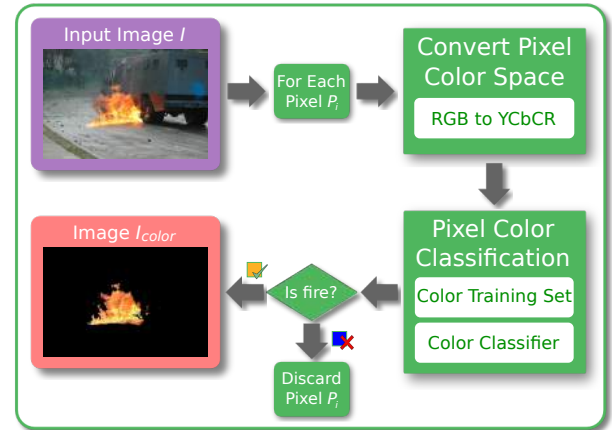 Input Image I
For Each
Pixel Pi
Convert Pixel
Color Space
RGB to YCbCR
Pixel Color
Classification
Color Training Set
Color Classifier
Is fire?
Discard
Pixel Pi
Image Icolor